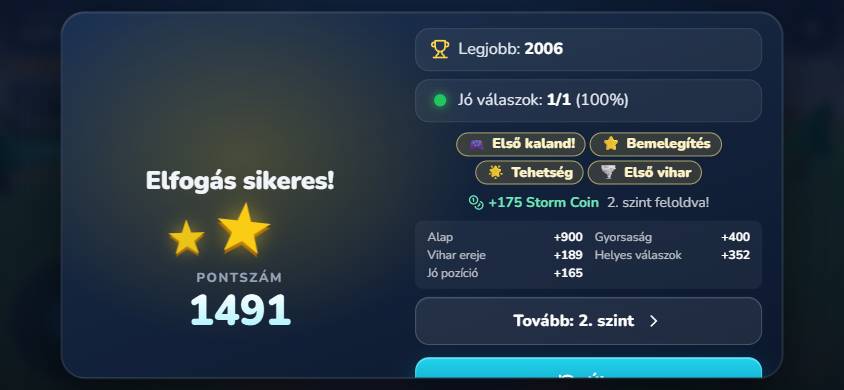 Elfogás sikeres!
PONTSZÁM
1491
Legjobb: 2006
Jó válaszok: 1/1 (100%)
Első kaland! Bemelegítés
Tehetség Első vihar
+175 Storm Coin 2. szint feloldva!
Alap +900 Gyorsaság +400
Vihar ereje +189 Helyes válaszok +352
Jó pozíció +165
Tovább: 2. szint